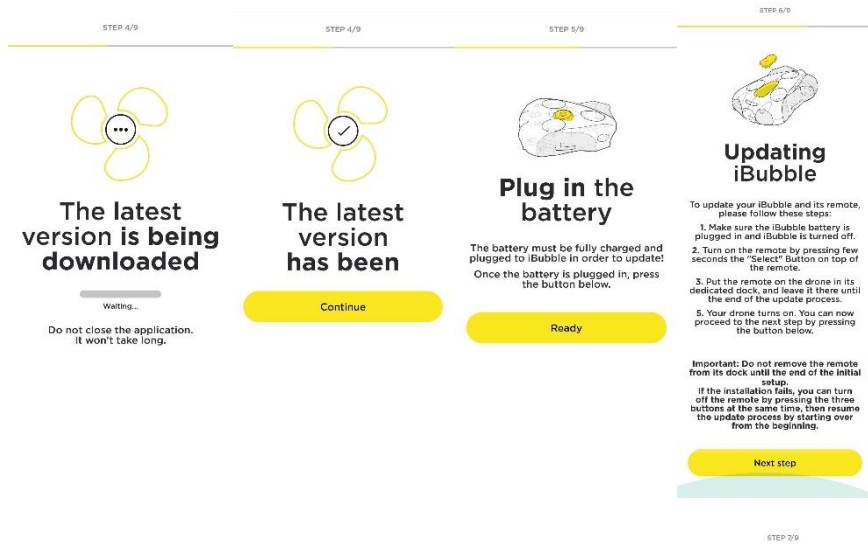 STEP 4/9
The latest
version is being
downloaded
Waiting...
Do not close the application.
It won't take long.
STEP 4/9
The latest
version
has been
Continue
STEP 5/9
Plug in the
battery
The battery must be fully charged and
plugged to iBubble in order to update!
Once the battery is plugged in, press
the button below.
Ready
STEP 6/9
Updating
iBubble
To update your iBubble and its remote,
please follow these steps:
1. Make sure the iBubble battery is
plugged in and iBubble is turned off.
2. Turn on the remote by pressing few
seconds the "Select" Button on top of
the remote.
3. Put the remote on the drone in its
dedicated dock, and leave it there until
the end of the update process.
5. Your drone turns on. You can now
proceed to the next step by pressing
the button below.
Important: Do not remove the remote
from its dock until the end of the initial
setup.
If the installation fails, you can turn
off the remote by pressing the three
buttons at the same time, then resume
the update process by starting over
from the beginning.
Next step
STEP 7/9